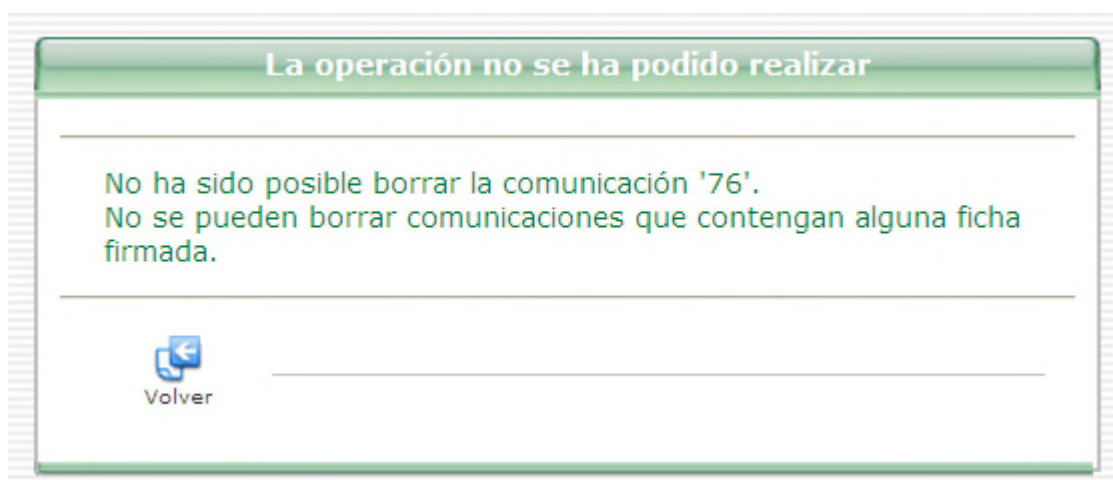 La operación no se ha podido realizar
No ha sido posible borrar la comunicación '76'.
No se pueden borrar comunicaciones que contengan alguna ficha
firmada.
Volver